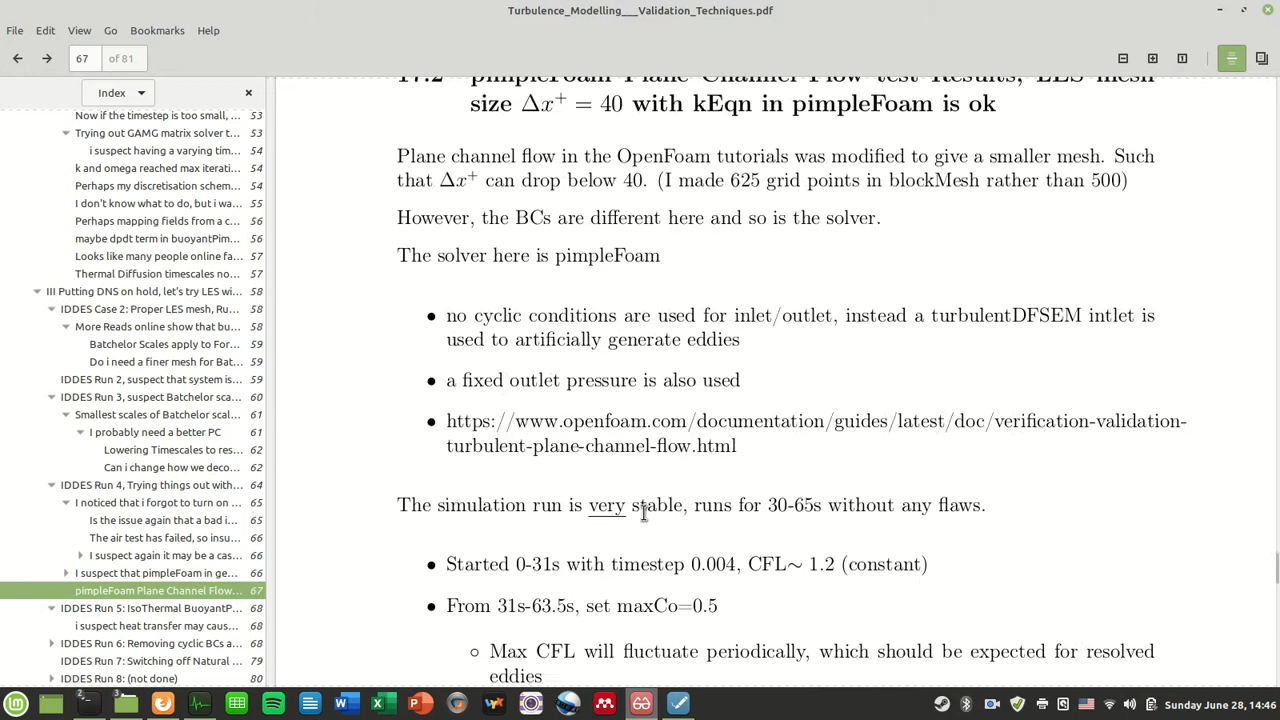 Turbulence_Modelling___Validation_Techniques.pdf
File Edit View Go Bookmarks Help
67 of 81
Index
Now if the timestep is too small, ... 53
Trying out GAMG matrix solver t... 53
i suspect having a varying tim... 54
k and omega reached max iterati... 54
Perhaps my discretisation schem... 54
I don't know what to do, but i wa... 55
Perhaps mapping fields from a c... 56
maybe dpdt term in buoyantPim... 56
Looks like many people online fa... 57
Thermal Diffusion timescales no... 57
III Putting DNS on hold, let's try LES wi... 58
IDDES Case 2: Proper LES mesh, Ru... 58
More Reads online show that bu... 58
Batchelor Scales apply to For... 59
Do i need a finer mesh for Bat... 59
IDDES Run 2, suspect that system is... 59
IDDES Run 3, suspect Batchelor sca... 60
Smallest scales of Batchelor scal... 61
I probably need a better PC 61
Lowering Timescales to res... 62
Can i change how we deco... 62
IDDES Run 4, Trying things out with... 64
I noticed that i forgot to turn on ... 65
Is the issue again that a bad i... 65
The air test has failed, so insu... 66
I suspect again it may be a cas... 66
I suspect that pimpleFoam in ge... 66
pimpleFoam Plane Channel Flow... 67
IDDES Run 5: IsoThermal BuoyantP... 68
i suspect heat transfer may caus... 68
IDDES Run 6: Removing cyclic BCs a... 68
IDDES Run 7: Switching off Natural ... 79
IDDES Run 8: (not done) 80
17.2 pimpleFoam Plane Channel Flow test Results, LES mesh
size Δx⁺ = 40 with kEqn in pimpleFoam is ok
Plane channel flow in the OpenFoam tutorials was modified to give a smaller mesh. Such
that Δx⁺ can drop below 40. (I made 625 grid points in blockMesh rather than 500)
However, the BCs are different here and so is the solver.
The solver here is pimpleFoam
• no cyclic conditions are used for inlet/outlet, instead a turbulentDFSEM intlet is
used to artificially generate eddies
• a fixed outlet pressure is also used
• https://www.openfoam.com/documentation/guides/latest/doc/verification-validation-
turbulent-plane-channel-flow.html
The simulation run is very stable, runs for 30-65s without any flaws.
• Started 0-31s with timestep 0.004, CFL∼ 1.2 (constant)
• From 31s-63.5s, set maxCo=0.5
○ Max CFL will fluctuate periodically, which should be expected for resolved
eddies
Sunday June 28, 14:46